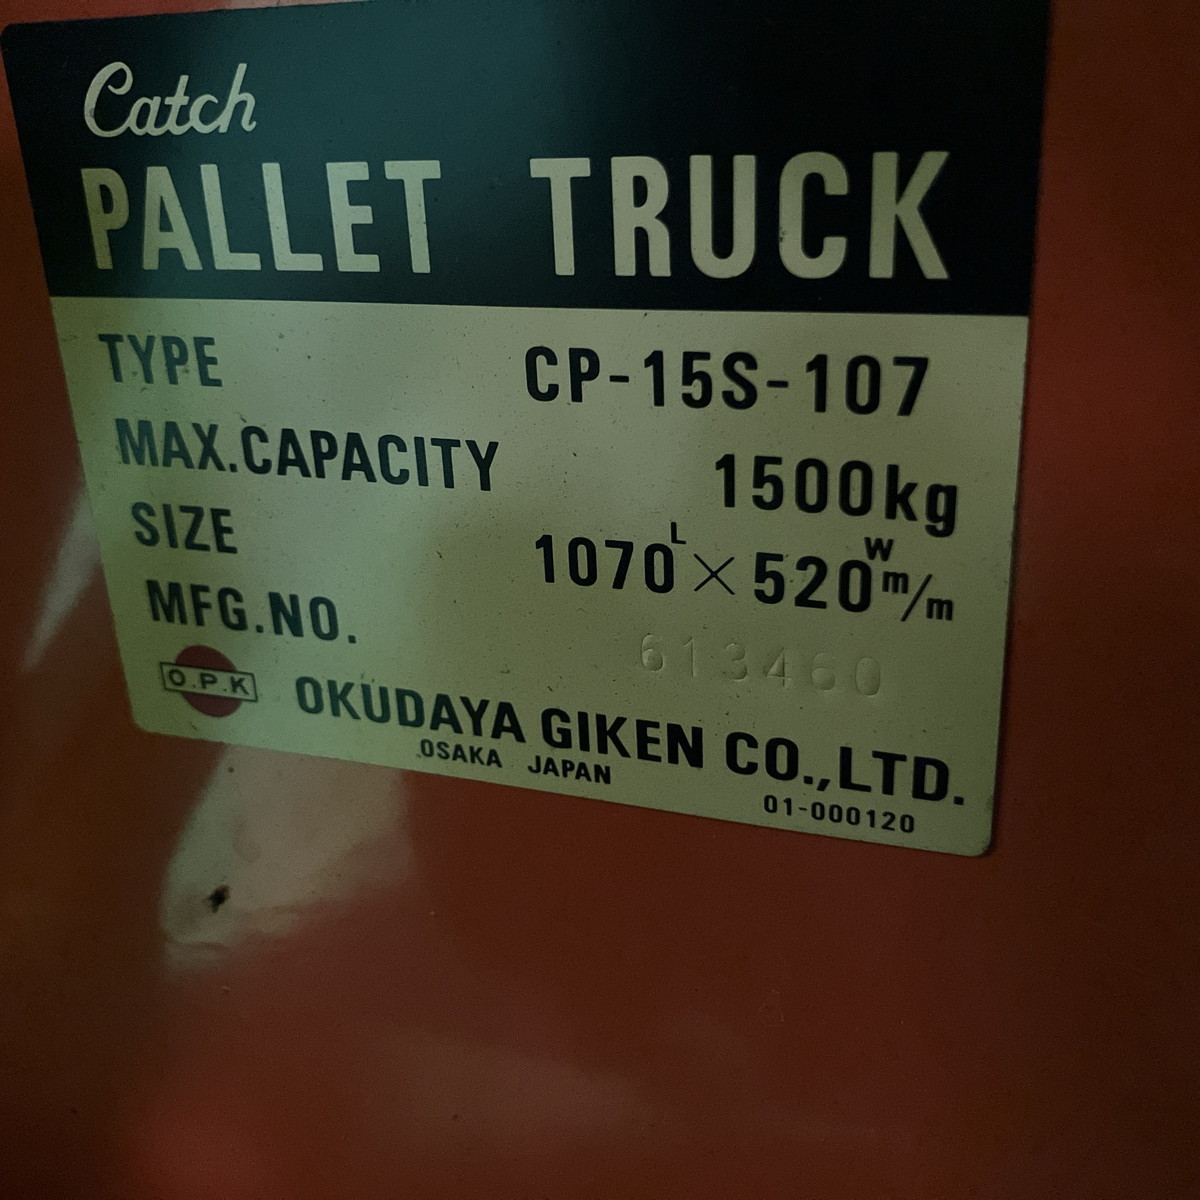 Catch
PALLET TRUCK
TYPE CP-15S-107
MAX.CAPACITY 1500kg
SIZE 1070L×520W m/m
MFG.NO. 613460
O.P.K OKUDAYA GIKEN CO.,LTD.
OSAKA JAPAN
01-000120